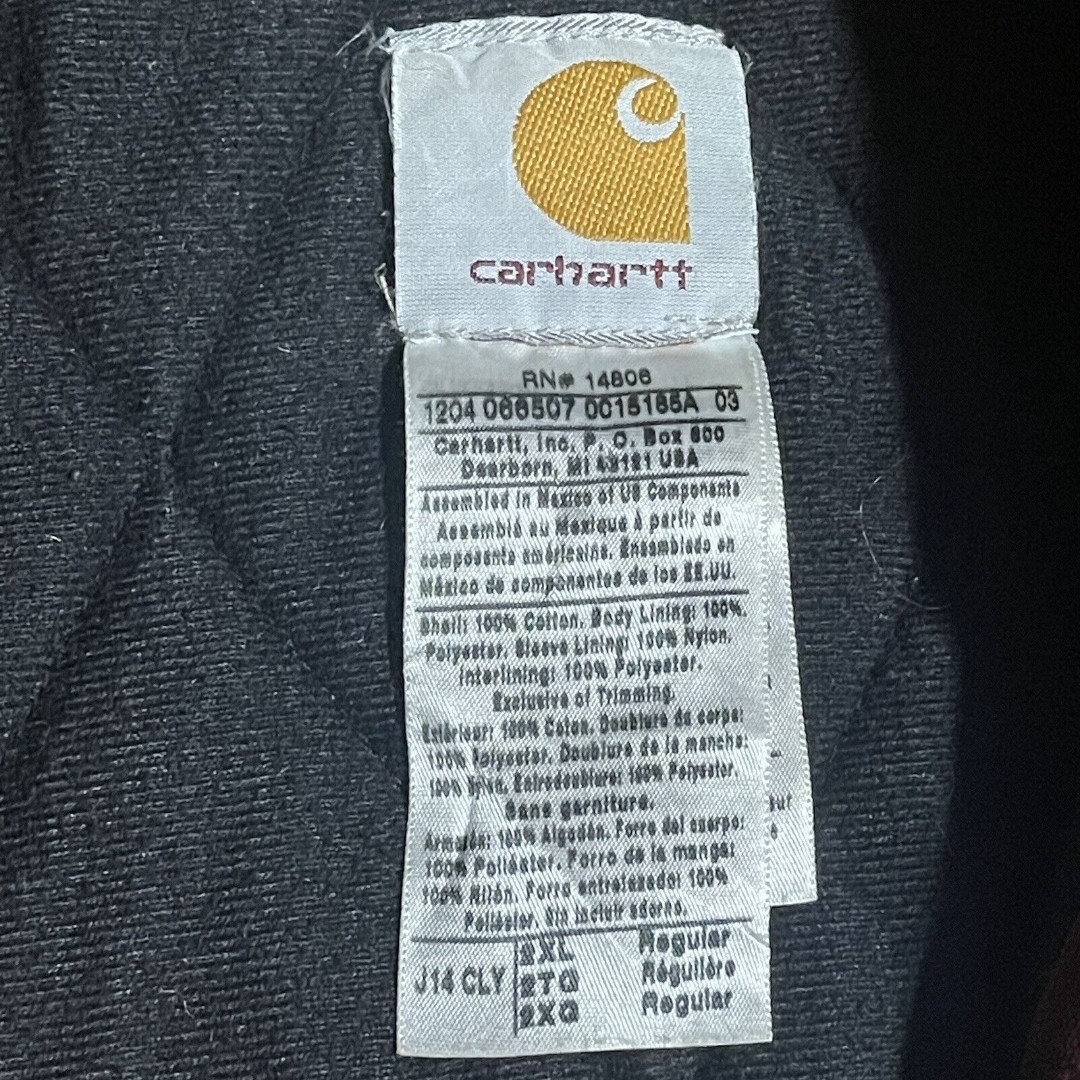 carhartt
RN# 14806
1204 066507 0015165A 03
Carhartt, Inc. P. O. Box 600
Dearborn, MI 48121 USA
Assembled in Mexico of US Components
Assemblé au Mexique à partir de
composants américains. Ensamblado en
México de componentes de los EE.UU.
Shell: 100% Cotton. Body Lining: 100%
Polyester. Sleeve Lining: 100% Nylon.
Interlining: 100% Polyester.
Exclusive of Trimming.
Extérieur: 100% Coton. Doublure du corps:
100% Polyester. Doublure de la manche:
100% Nylon. Entredoublure: 100% Polyester.
Sans garniture.
Armazón: 100% Algodón. Forro del cuerpo:
100% Poliéster. Forro de la manga:
100% Nilón. Forro entrelazado: 100%
Poliéster. Sin incluir adorno.
J14 CLY
2XL Regular
2TG Régulière
2XG Regular